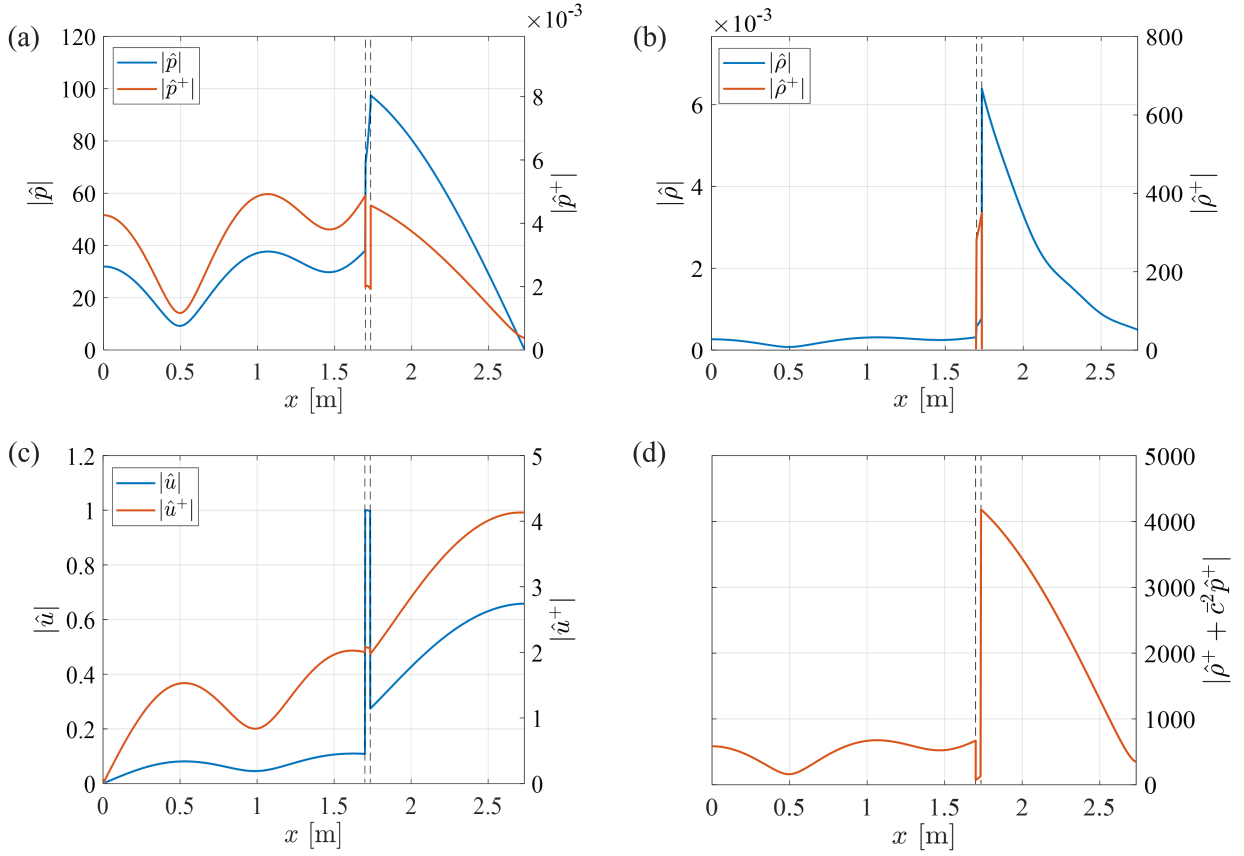 (a)
×10⁻³
120
100
80
60
40
20
0
|p̂|
|p̂|
|p̂⁺|
8
6
4
2
0
|p̂⁺|
0 0.5 1 1.5 2 2.5
x [m]
(b)
×10⁻³
6
4
2
0
|ρ̂|
|ρ̂|
|ρ̂⁺|
800
600
400
200
0
|ρ̂⁺|
0 0.5 1 1.5 2 2.5
x [m]
(c)
1.2
1
0.8
0.6
0.4
0.2
0
|û|
|û|
|û⁺|
5
4
3
2
1
0
|û⁺|
0 0.5 1 1.5 2 2.5
x [m]
(d)
5000
4000
3000
2000
1000
0
|ρ̂⁺ + c̄²p̂⁺|
0 0.5 1 1.5 2 2.5
x [m]